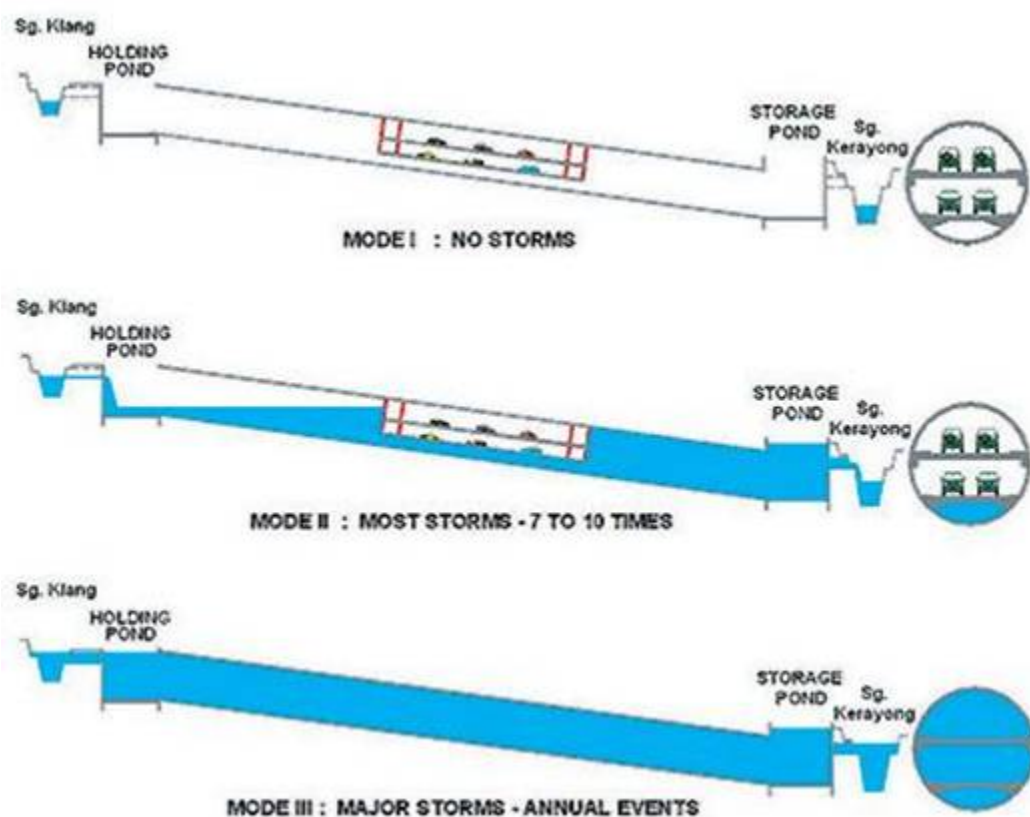 Sg. Klang
HOLDING
POND
STORAGE
POND
Sg.
Kerayong
MODE I : NO STORMS
Sg. Klang
HOLDING
POND
STORAGE
POND
Sg.
Kerayong
MODE II : MOST STORMS - 7 TO 10 TIMES
Sg. Klang
HOLDING
POND
STORAGE
POND
Sg.
Kerayong
MODE III : MAJOR STORMS - ANNUAL EVENTS